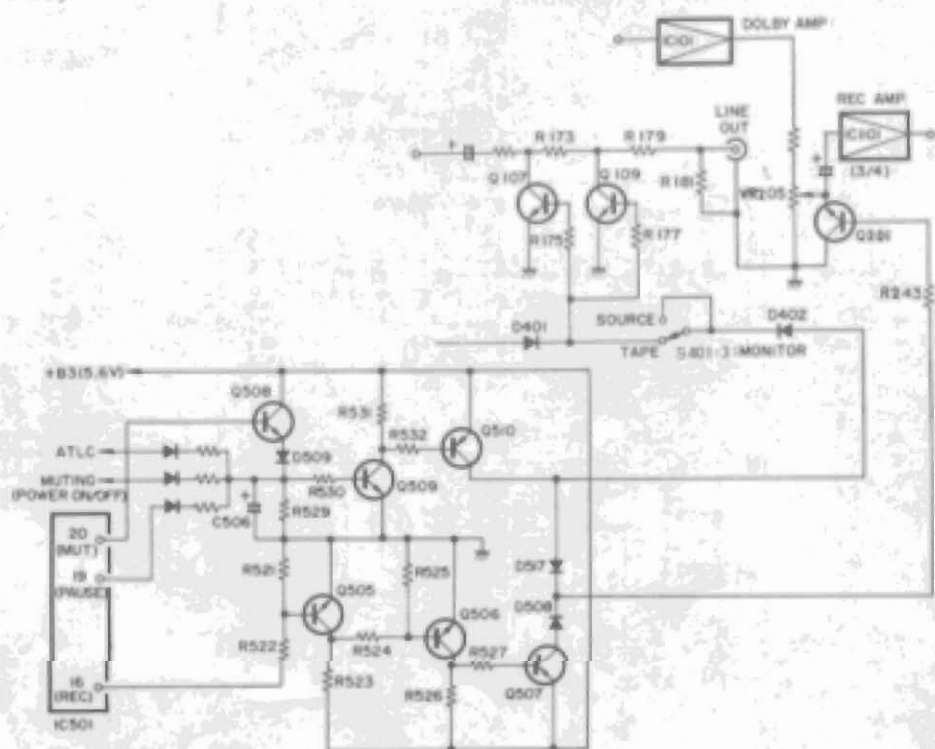 DOLBY AMP
IC101
REC AMP
LINE OUT
IC101
(3/4)
R173
R179
Q107
Q109
R181
VR205
Q201
R175
R177
R243
D401
SOURCE
D402
TAPE
S401-3:MONITOR
+B3(5.6V)
Q508
R531
R532
Q510
D509
ATLC
MUTING
(POWER ON/OFF)
R530
Q509
C506
R529
20
(MUT)
19
(PAUSE)
R521
Q505
R525
Q506
D517
D508
R522
R524
R527
R523
R526
Q507
16
(REC)
IC501